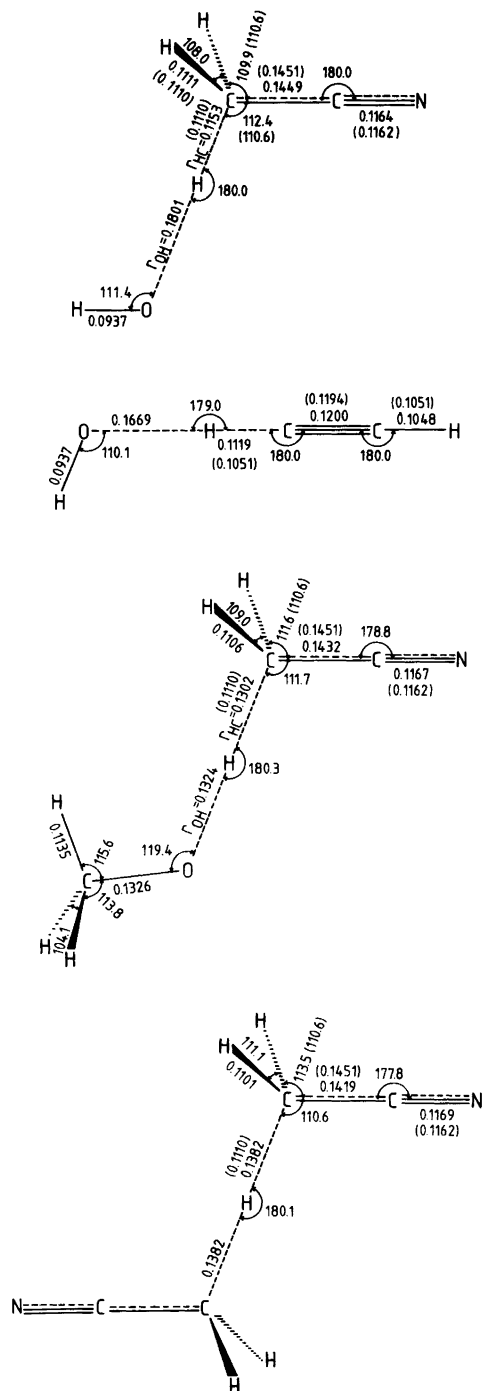 H
H
108.0
0.1111
(0.1110)
109.9 (110.6)
(0.1451)
0.1449
180.0
C
C
N
0.1164
(0.1162)
(0.1110)
rHC=0.1153
112.4
(110.6)
H
180.0
rOH=0.1801
111.4
H
O
0.0937
O
0.1669
179.0
H
0.1119
(0.1051)
C
(0.1194)
0.1200
C
(0.1051)
0.1048
H
110.1
180.0
180.0
0.0937
H
H
H
109.0
0.1106
111.6 (110.6)
(0.1451)
0.1432
178.8
C
C
N
0.1167
(0.1162)
(0.1110)
rHC=0.1302
111.7
H
180.3
rOH=0.1324
H
0.1135
115.6
119.4
O
C
0.1326
113.8
104.1
H
H
H
H
111.1
0.1101
113.5 (110.6)
(0.1451)
0.1419
177.8
C
C
N
0.1169
(0.1162)
(0.1110)
0.1382
110.6
H
180.1
0.1382
N
C
C
H
H